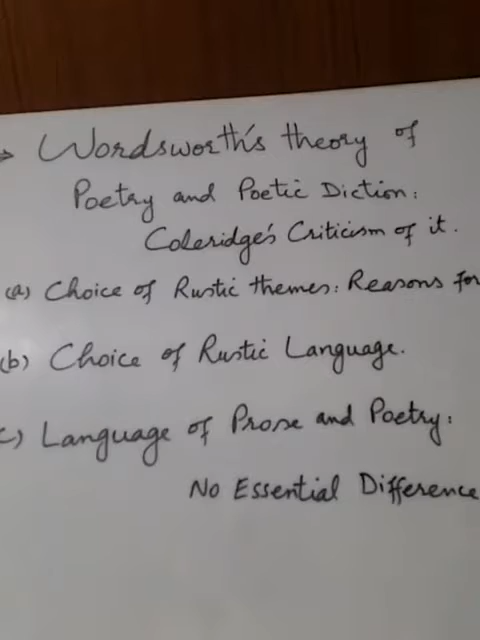 → Wordsworth's theory of
Poetry and Poetic Diction:
Coleridge's Criticism of it.
(a) Choice of Rustic themes: Reasons for
(b) Choice of Rustic Language.
c) Language of Prose and Poetry:
No Essential Difference